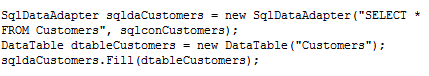 SqlDataAdapter sqldaCustomers = new SqlDataAdapter("SELECT *
FROM Customers", sqlconCustomers);
DataTable dtableCustomers = new DataTable("Customers");
sqldaCustomers.Fill(dtableCustomers);